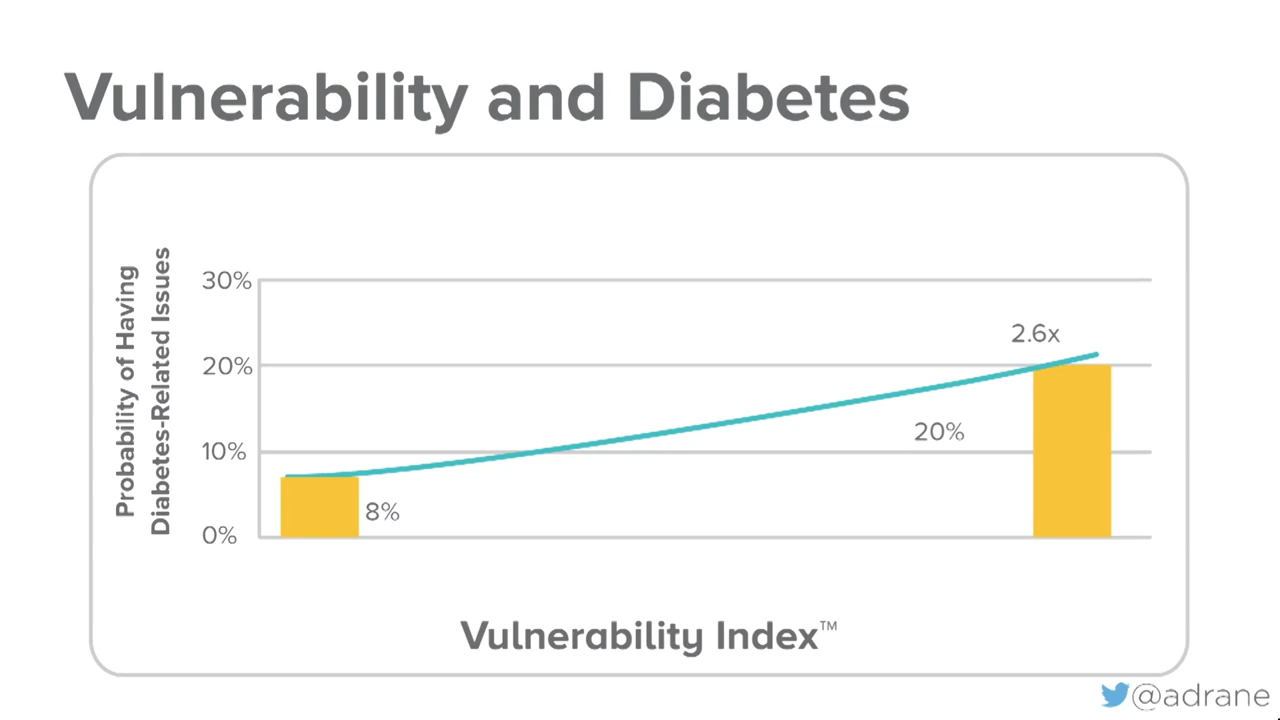 Vulnerability and Diabetes
Probability of Having
Diabetes-Related Issues
30%
20%
10%
0%
8%
20%
2.6x
Vulnerability Index™
@adrane